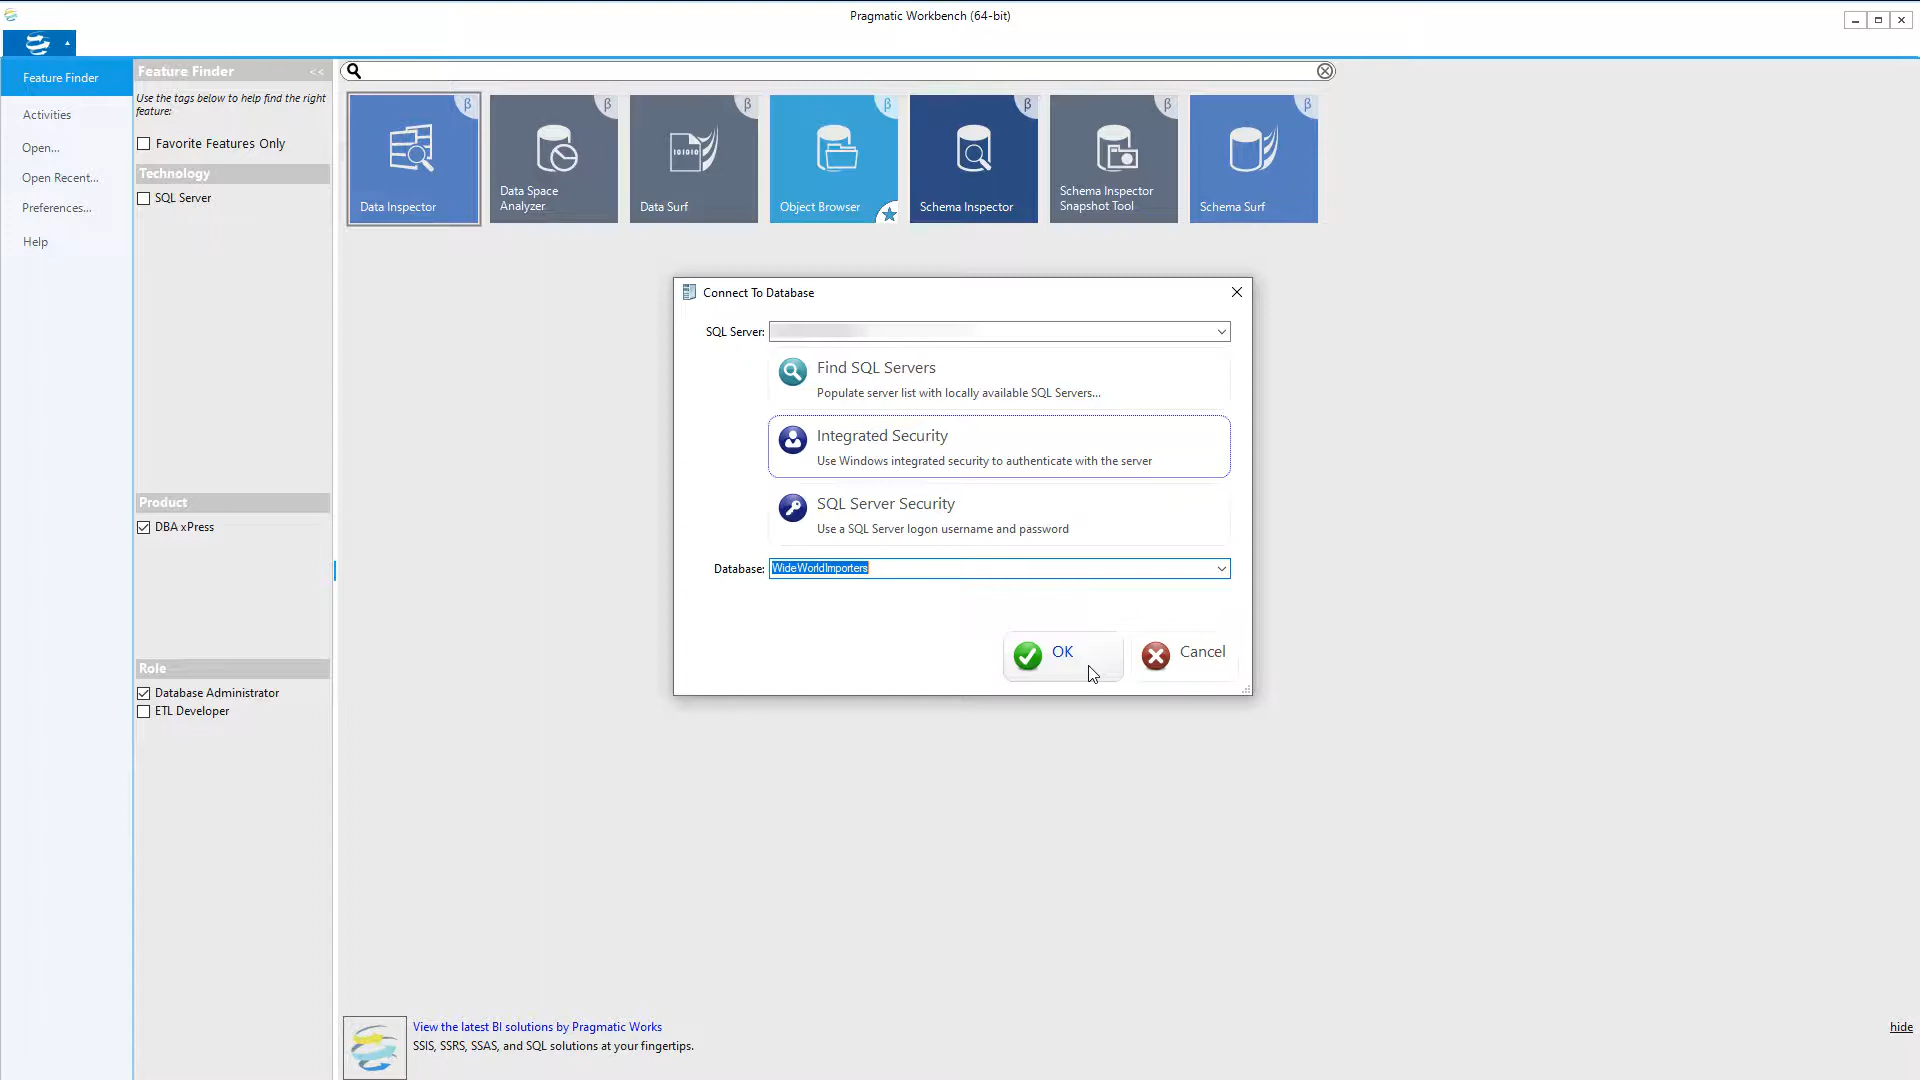 Pragmatic Workbench (64-bit)
Feature Finder
Activities
Open...
Open Recent...
Preferences...
Help
Feature Finder <<
Use the tags below to help find the right
feature:
Favorite Features Only
Technology
SQL Server
Product
DBA xPress
Role
Database Administrator
ETL Developer
β
Data Inspector
β
Data Space
Analyzer
β
Data Surf
β
Object Browser
β
Schema Inspector
β
Schema Inspector
Snapshot Tool
β
Schema Surf
Connect To Database
SQL Server:
Find SQL Servers
Populate server list with locally available SQL Servers...
Integrated Security
Use Windows integrated security to authenticate with the server
SQL Server Security
Use a SQL Server logon username and password
Database: WideWorldImporters
OK
Cancel
View the latest BI solutions by Pragmatic Works
SSIS, SSRS, SSAS, and SQL solutions at your fingertips.
hide